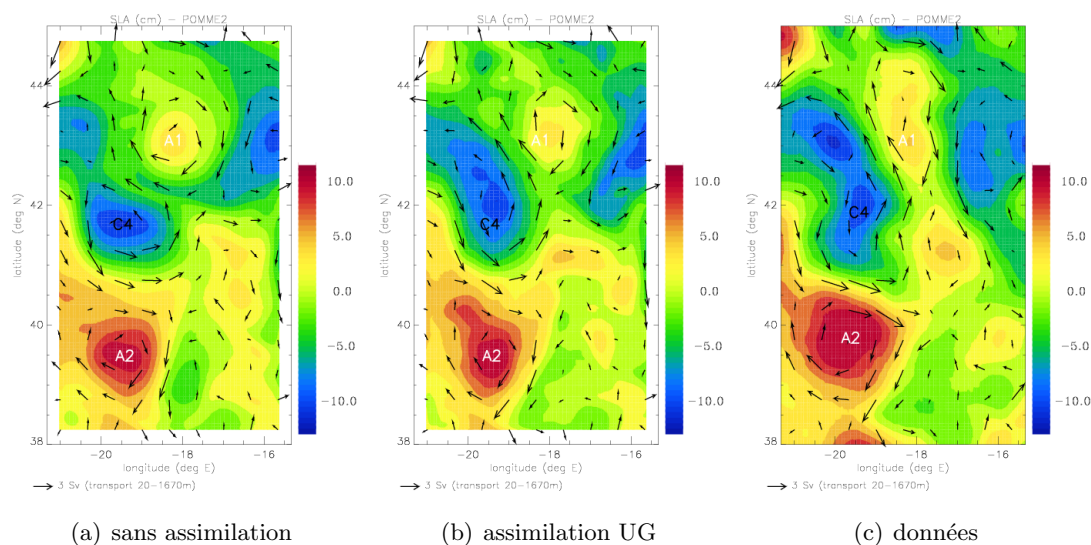 SLA (cm) – POMME2
44
42
40
38
latitude (deg N)
A1
C4
A2
10.0
5.0
0.0
−5.0
−10.0
−20
−18
−16
longitude (deg E)
3 Sv (transport 20−1670m)
(a) sans assimilation
SLA (cm) – POMME2
44
42
40
38
latitude (deg N)
A1
C4
A2
10.0
5.0
0.0
−5.0
−10.0
−20
−18
−16
longitude (deg E)
3 Sv (transport 20−1670m)
(b) assimilation UG
SLA (cm) – POMME2
44
42
40
38
latitude (deg N)
A1
C4
A2
10.0
5.0
0.0
−5.0
−10.0
−20
−18
−16
longitude (deg E)
3 Sv (transport 20−1670m)
(c) données